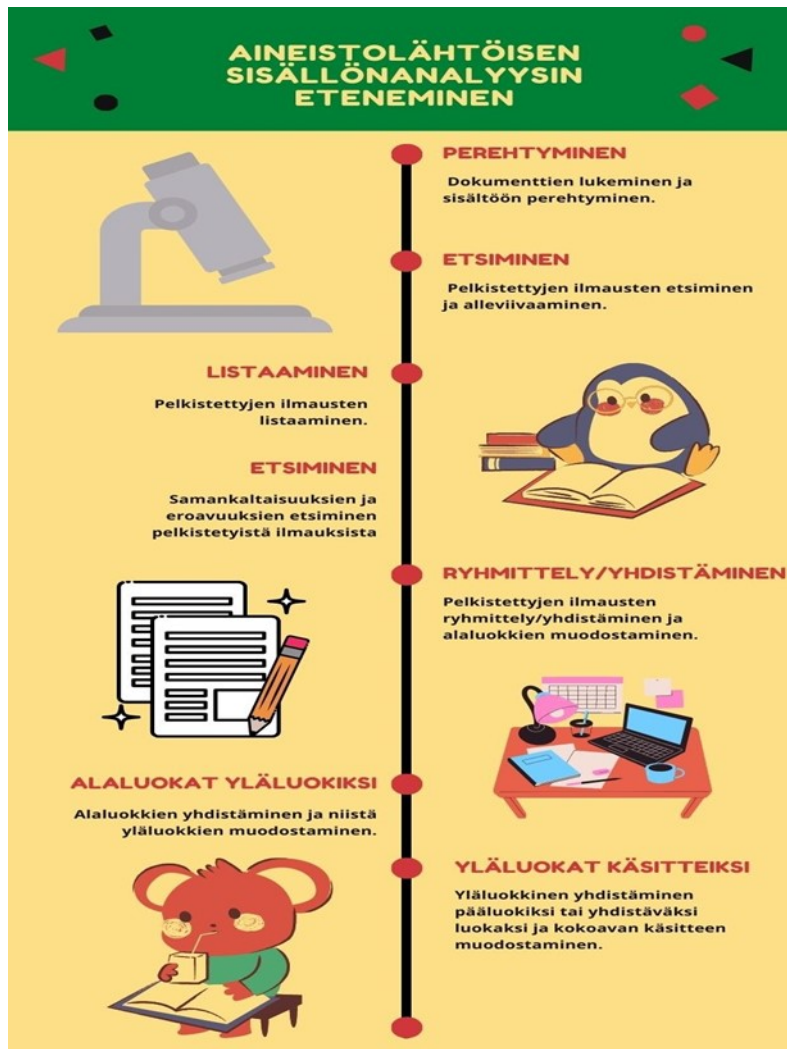 AINEISTOLÄHTÖISEN
SISÄLLÖNANALYYSIN
ETENEMINEN
PEREHTYMINEN
Dokumenttien lukeminen ja
sisältöön perehtyminen.
ETSIMINEN
Pelkistettyjen ilmausten etsiminen
ja alleviivaaminen.
LISTAAMINEN
Pelkistettyjen ilmausten
listaaminen.
ETSIMINEN
Samankaltaisuuksien ja
eroavuuksien etsiminen
pelkistetyistä ilmauksista
RYHMITTELY/YHDISTÄMINEN
Pelkistettyjen ilmausten
ryhmittely/yhdistäminen ja
alaluokkien muodostaminen.
ALALUOKAT YLÄLUOKIKSI
Alaluokkien yhdistäminen ja niistä
yläluokkien muodostaminen.
YLÄLUOKAT KÄSITTEIKSI
Yläluokkinen yhdistäminen
pääluokiksi tai yhdistäväksi
luokaksi ja kokoavan käsitteen
muodostaminen.